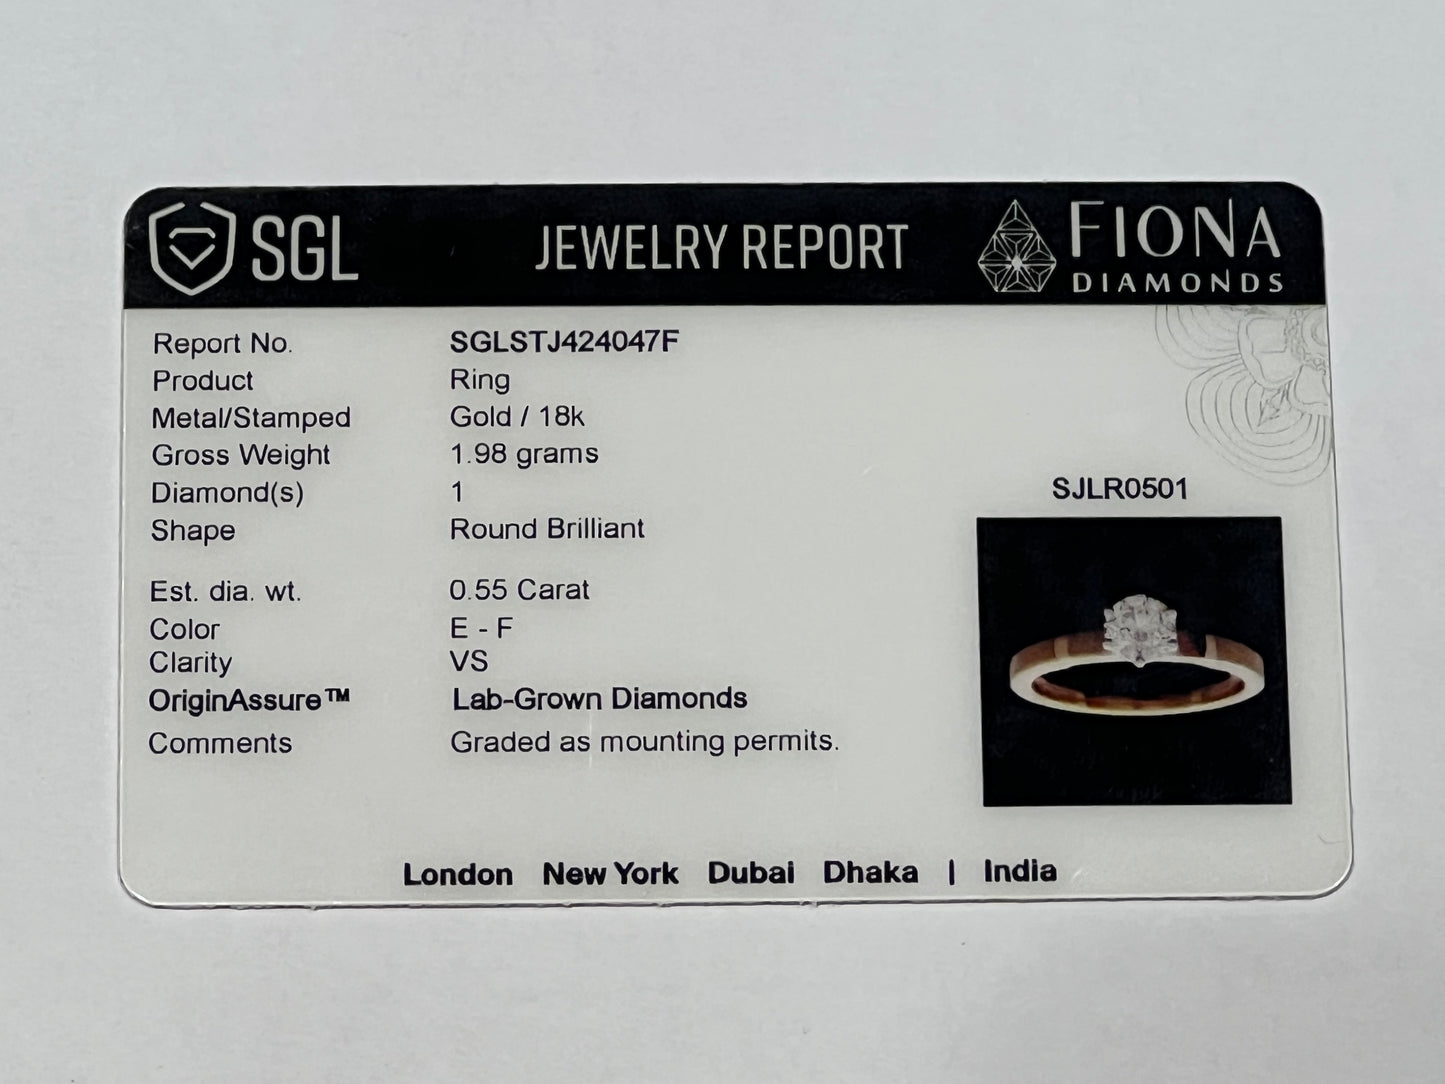 SGL JEWELRY REPORT FIONA
DIAMONDS
Report No. SGLSTJ424047F
Product Ring
Metal/Stamped Gold / 18k
Gross Weight 1.98 grams
Diamond(s) 1
Shape Round Brilliant
SJLR0501
Est. dia. wt. 0.55 Carat
Color E - F
Clarity VS
OriginAssure™ Lab-Grown Diamonds
Comments Graded as mounting permits.
London New York Dubai Dhaka | India